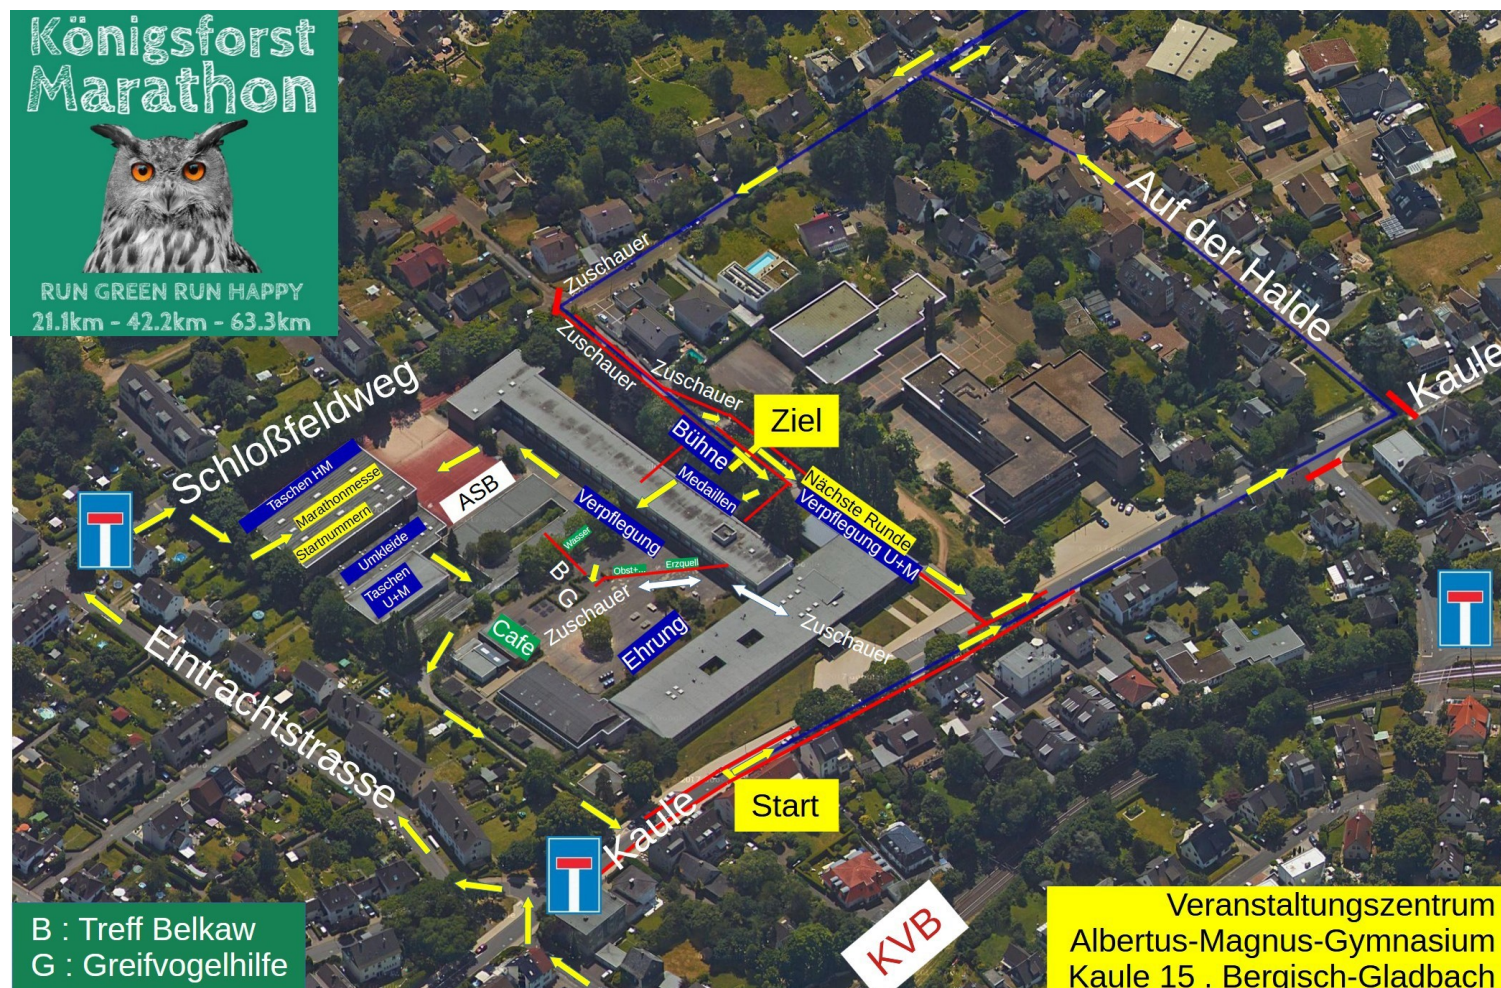 Königsforst
Marathon
RUN GREEN RUN HAPPY
21.1km - 42.2km - 63.3km
Auf der Halde
Kaule
Zuschauer
Zuschauer
Zuschauer
Ziel
Bühne
Medaillen
Nächste Runde
Verpflegung U+M
Schloßfeldweg
Taschen HM
Marathonmesse
Startnummern
Umkleide
Taschen
U+M
ASB
Verpflegung
Wasser
Obst+...
Erzquell
B
G
Zuschauer
Zuschauer
Cafe
Ehrung
Eintrachtstrasse
Start
Kaule
KVB
B : Treff Belkaw
G : Greifvogelhilfe
Veranstaltungszentrum
Albertus-Magnus-Gymnasium
Kaule 15 . Bergisch-Gladbach